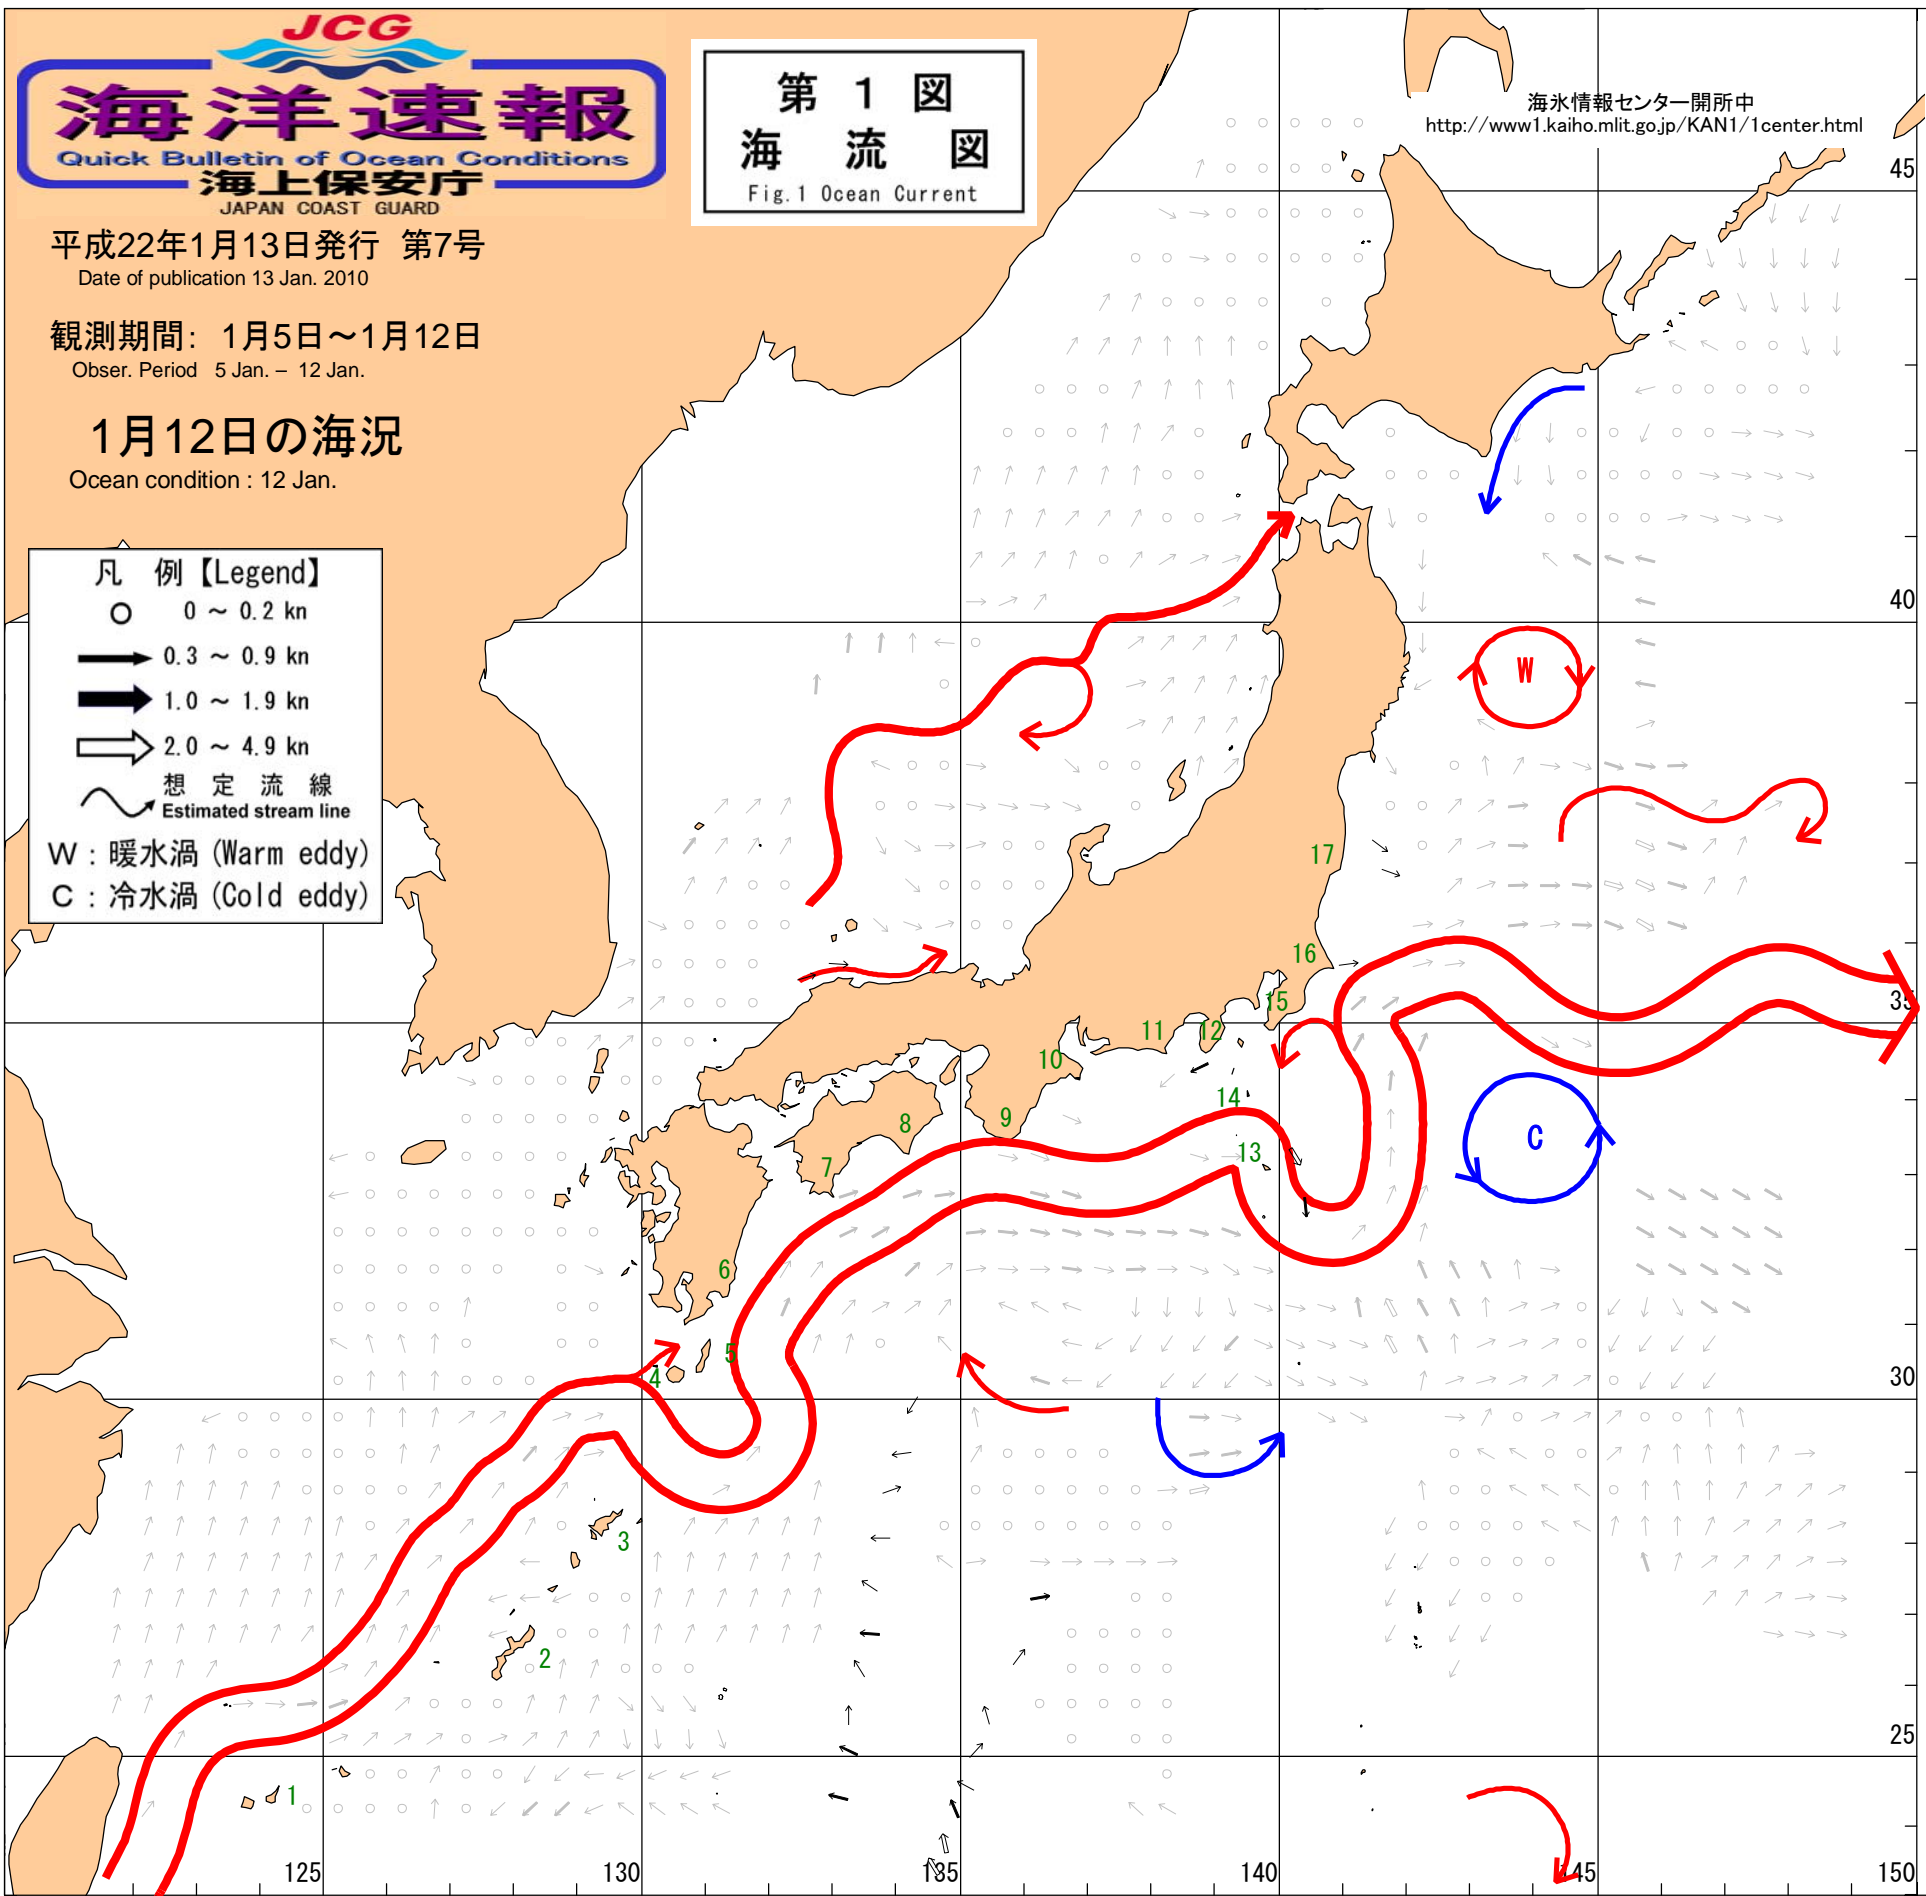 JCG
海洋速報
Quick Bulletin of Ocean Conditions
海上保安庁
JAPAN COAST GUARD
第 1 図
海 流 図
Fig.1 Ocean Current
海氷情報センター開所中
http://www1.kaiho.mlit.go.jp/KAN1/1center.html
平成22年1月13日発行 第7号
Date of publication 13 Jan. 2010
観測期間: 1月5日～1月12日
Obser. Period 5 Jan. – 12 Jan.
1月12日の海況
Ocean condition : 12 Jan.
凡 例【Legend】
0 ～ 0.2 kn
0.3 ～ 0.9 kn
1.0 ～ 1.9 kn
2.0 ～ 4.9 kn
想 定 流 線
Estimated stream line
W : 暖水渦 (Warm eddy)
C : 冷水渦 (Cold eddy)
45
40
W
17
16
35
15
12
11
10
14
9
8
C
13
7
6
5
4
30
3
2
25
1
125
130
135
140
145
150